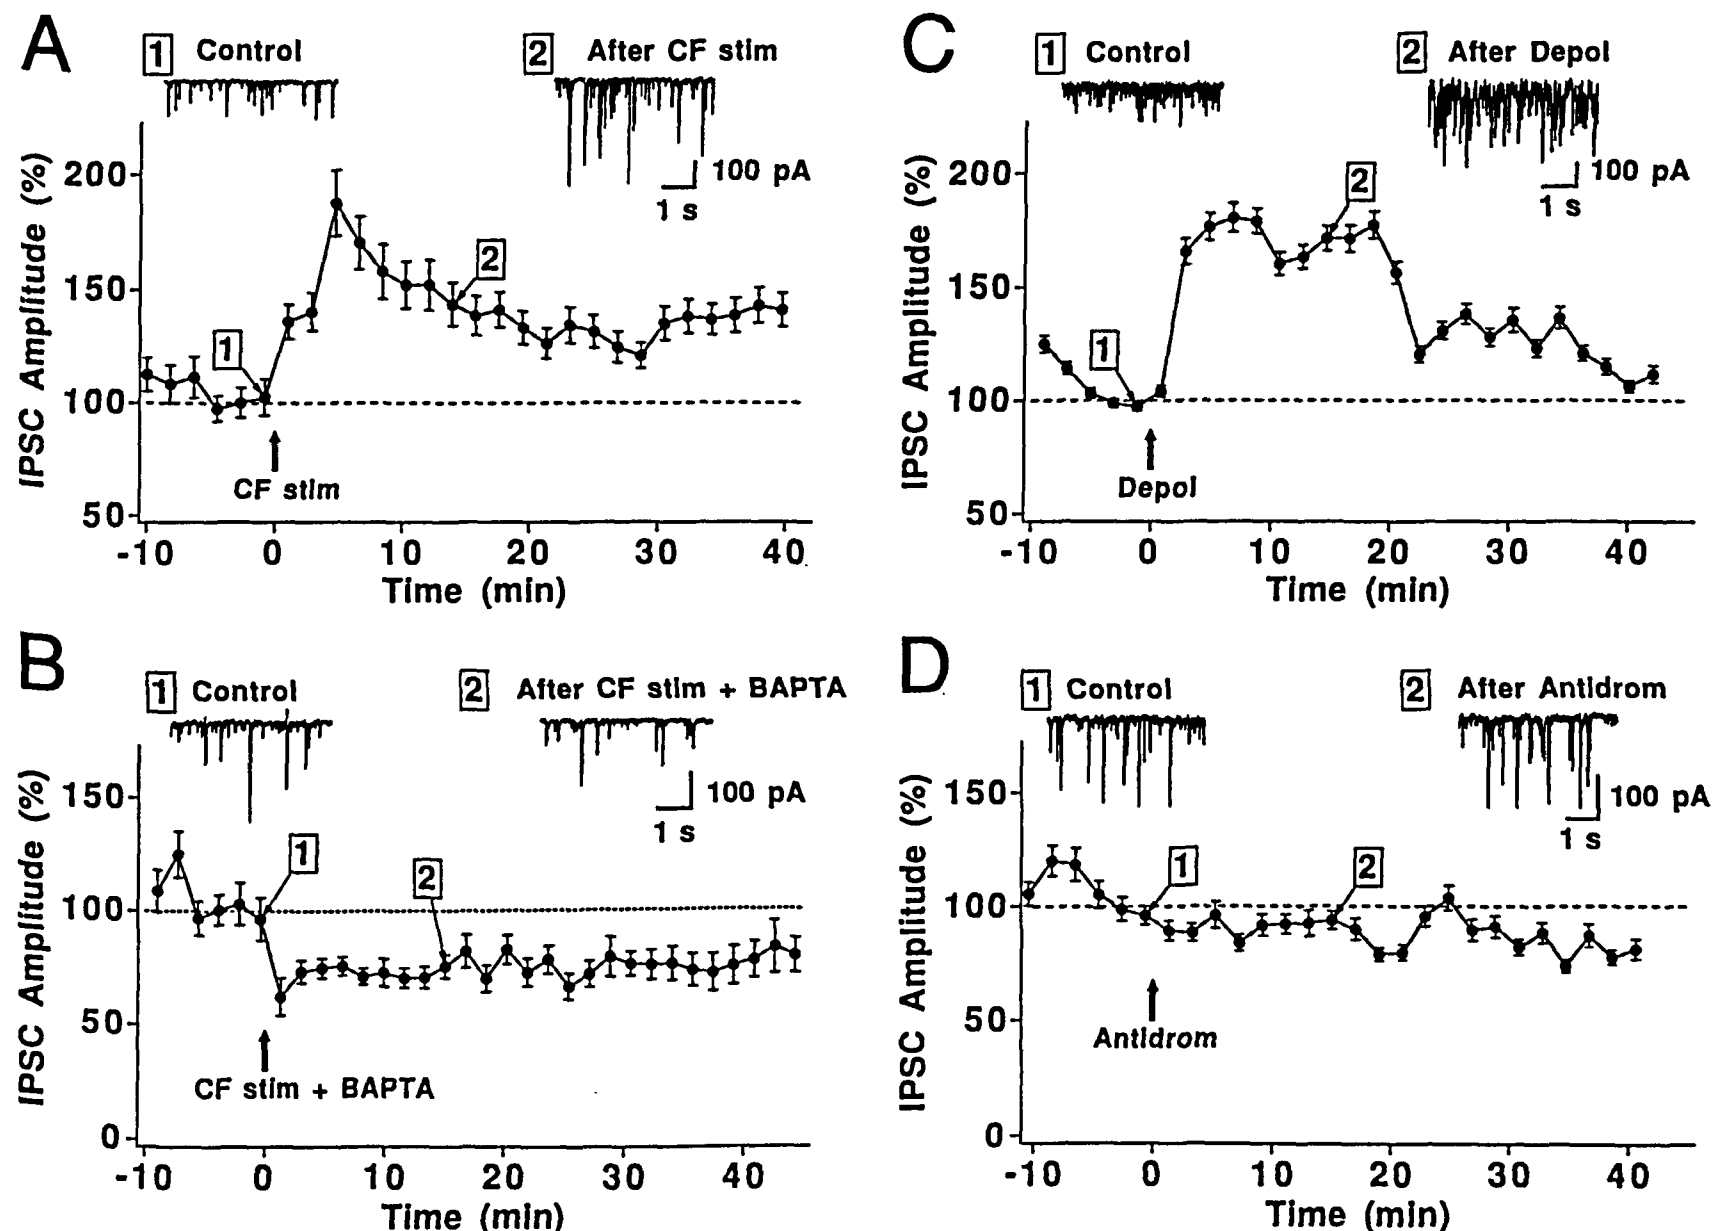 A
1 Control
2 After CF stim
100 pA
1 s
IPSC Amplitude (%)
200
150
100
50
1
2
CF stim
-10 0 10 20 30 40
Time (min)
C
1 Control
2 After Depol
100 pA
1 s
IPSC Amplitude (%)
200
150
100
50
1
2
Depol
-10 0 10 20 30 40
Time (min)
B
1 Control
2 After CF stim + BAPTA
100 pA
1 s
IPSC Amplitude (%)
150
100
50
0
1
2
CF stim + BAPTA
-10 0 10 20 30 40
Time (min)
D
1 Control
2 After Antidrom
100 pA
1 s
IPSC Amplitude (%)
150
100
50
0
1
2
Antidrom
-10 0 10 20 30 40
Time (min)